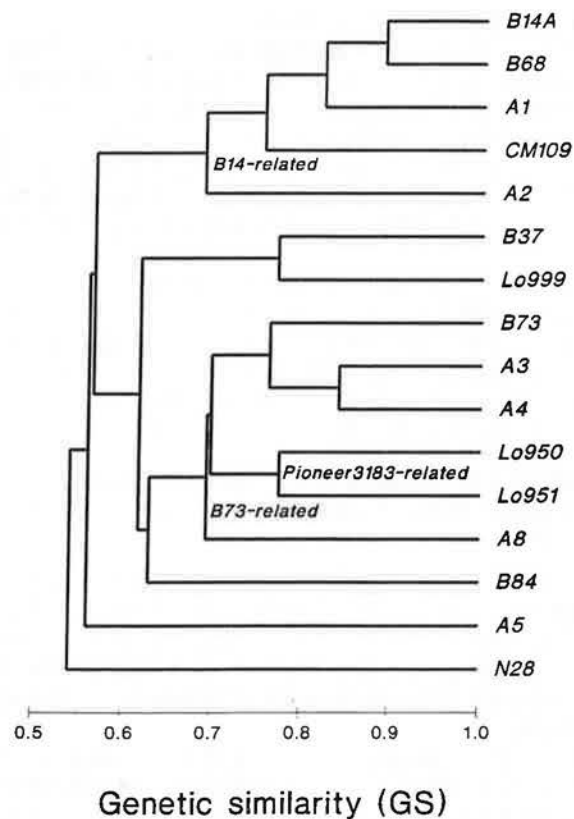 B14A
B68
A1
CM109
B14-related
A2
B37
Lo999
B73
A3
A4
Lo950
Pioneer3183-related
Lo951
B73-related
A8
B84
A5
N28
0.5 0.6 0.7 0.8 0.9 1.0
Genetic similarity (GS)